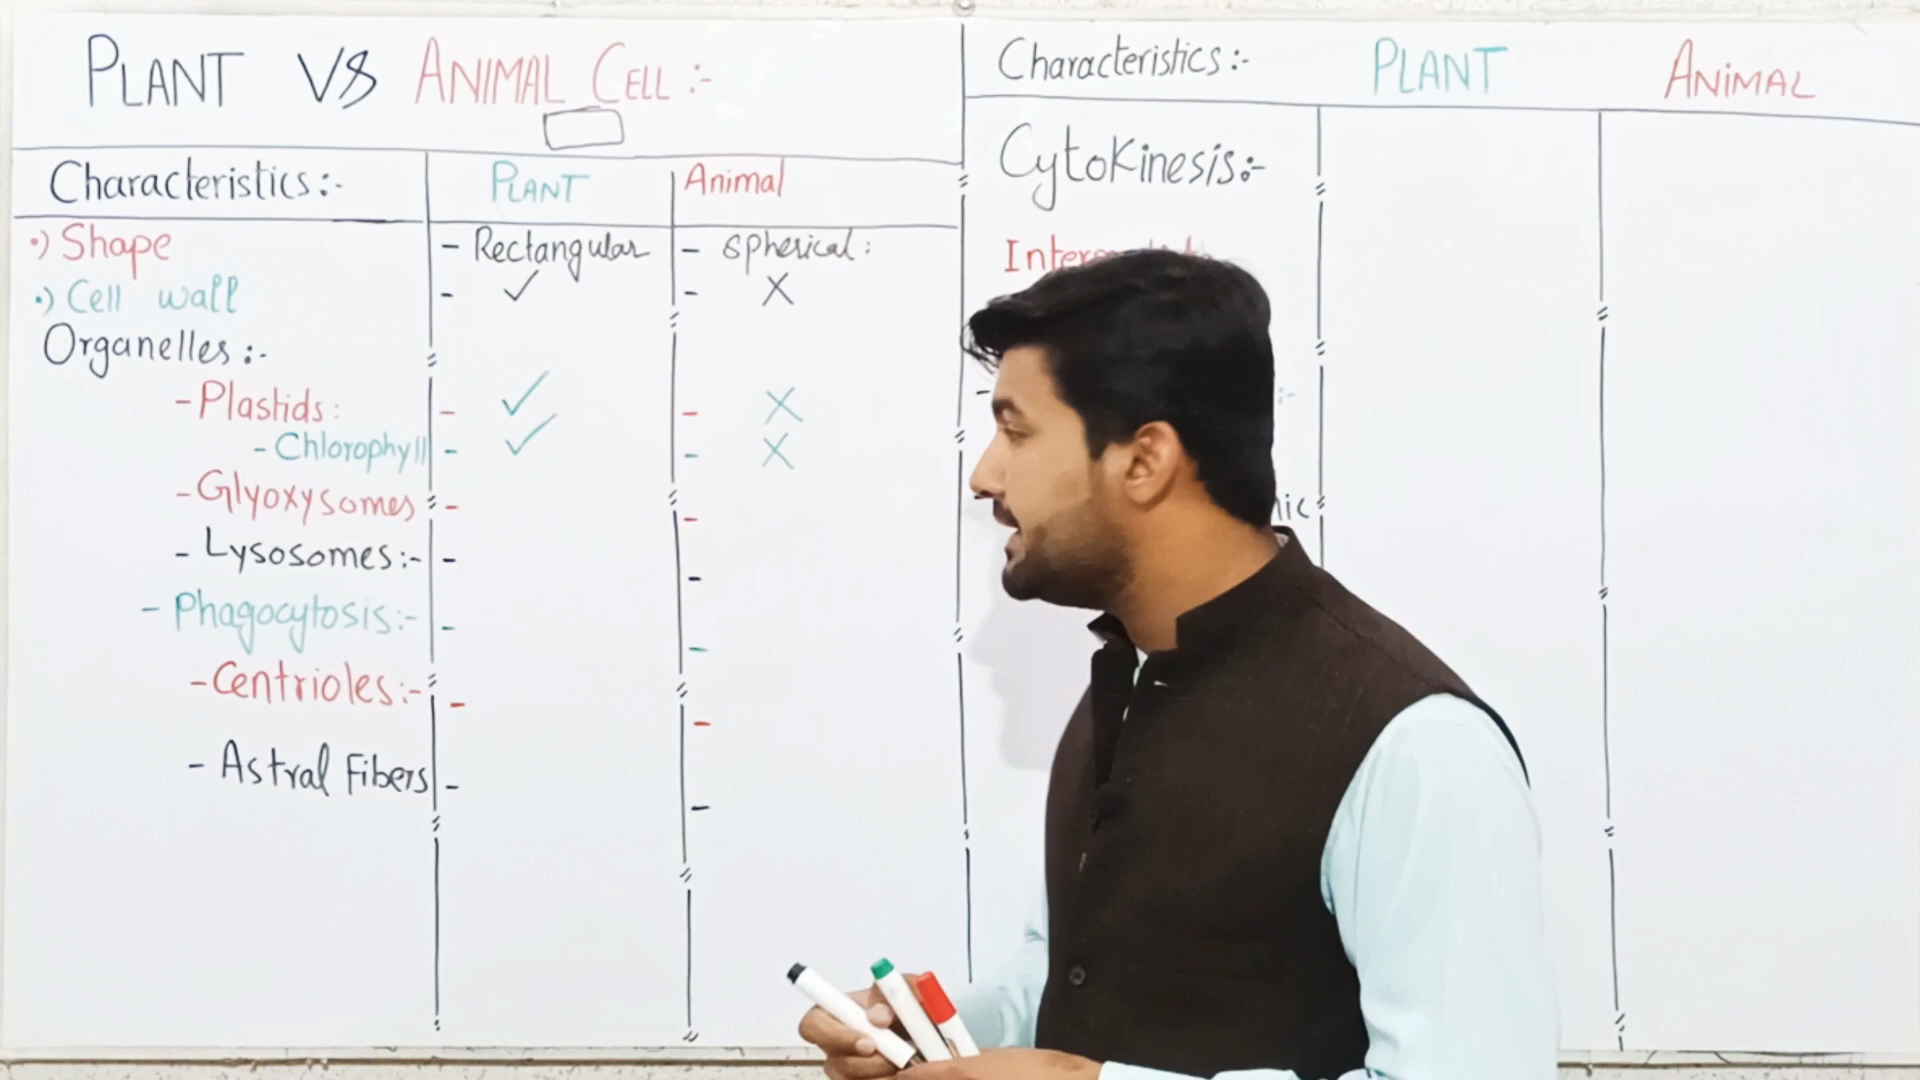 PLANT VS ANIMAL CELL :-
Characteristics :- PLANT Animal
•) Shape - Rectangular - Spherical :
•) Cell wall - ✓ - X
Organelles :-
- Plastids : - ✓ - X
- Chlorophyll - ✓ - X
- Glyoxysomes - -
- Lysosomes :- - -
- Phagocytosis :- - -
- Centrioles :- - -
- Astral Fibers - -
Characteristics :- PLANT ANIMAL
Cytokinesis :-